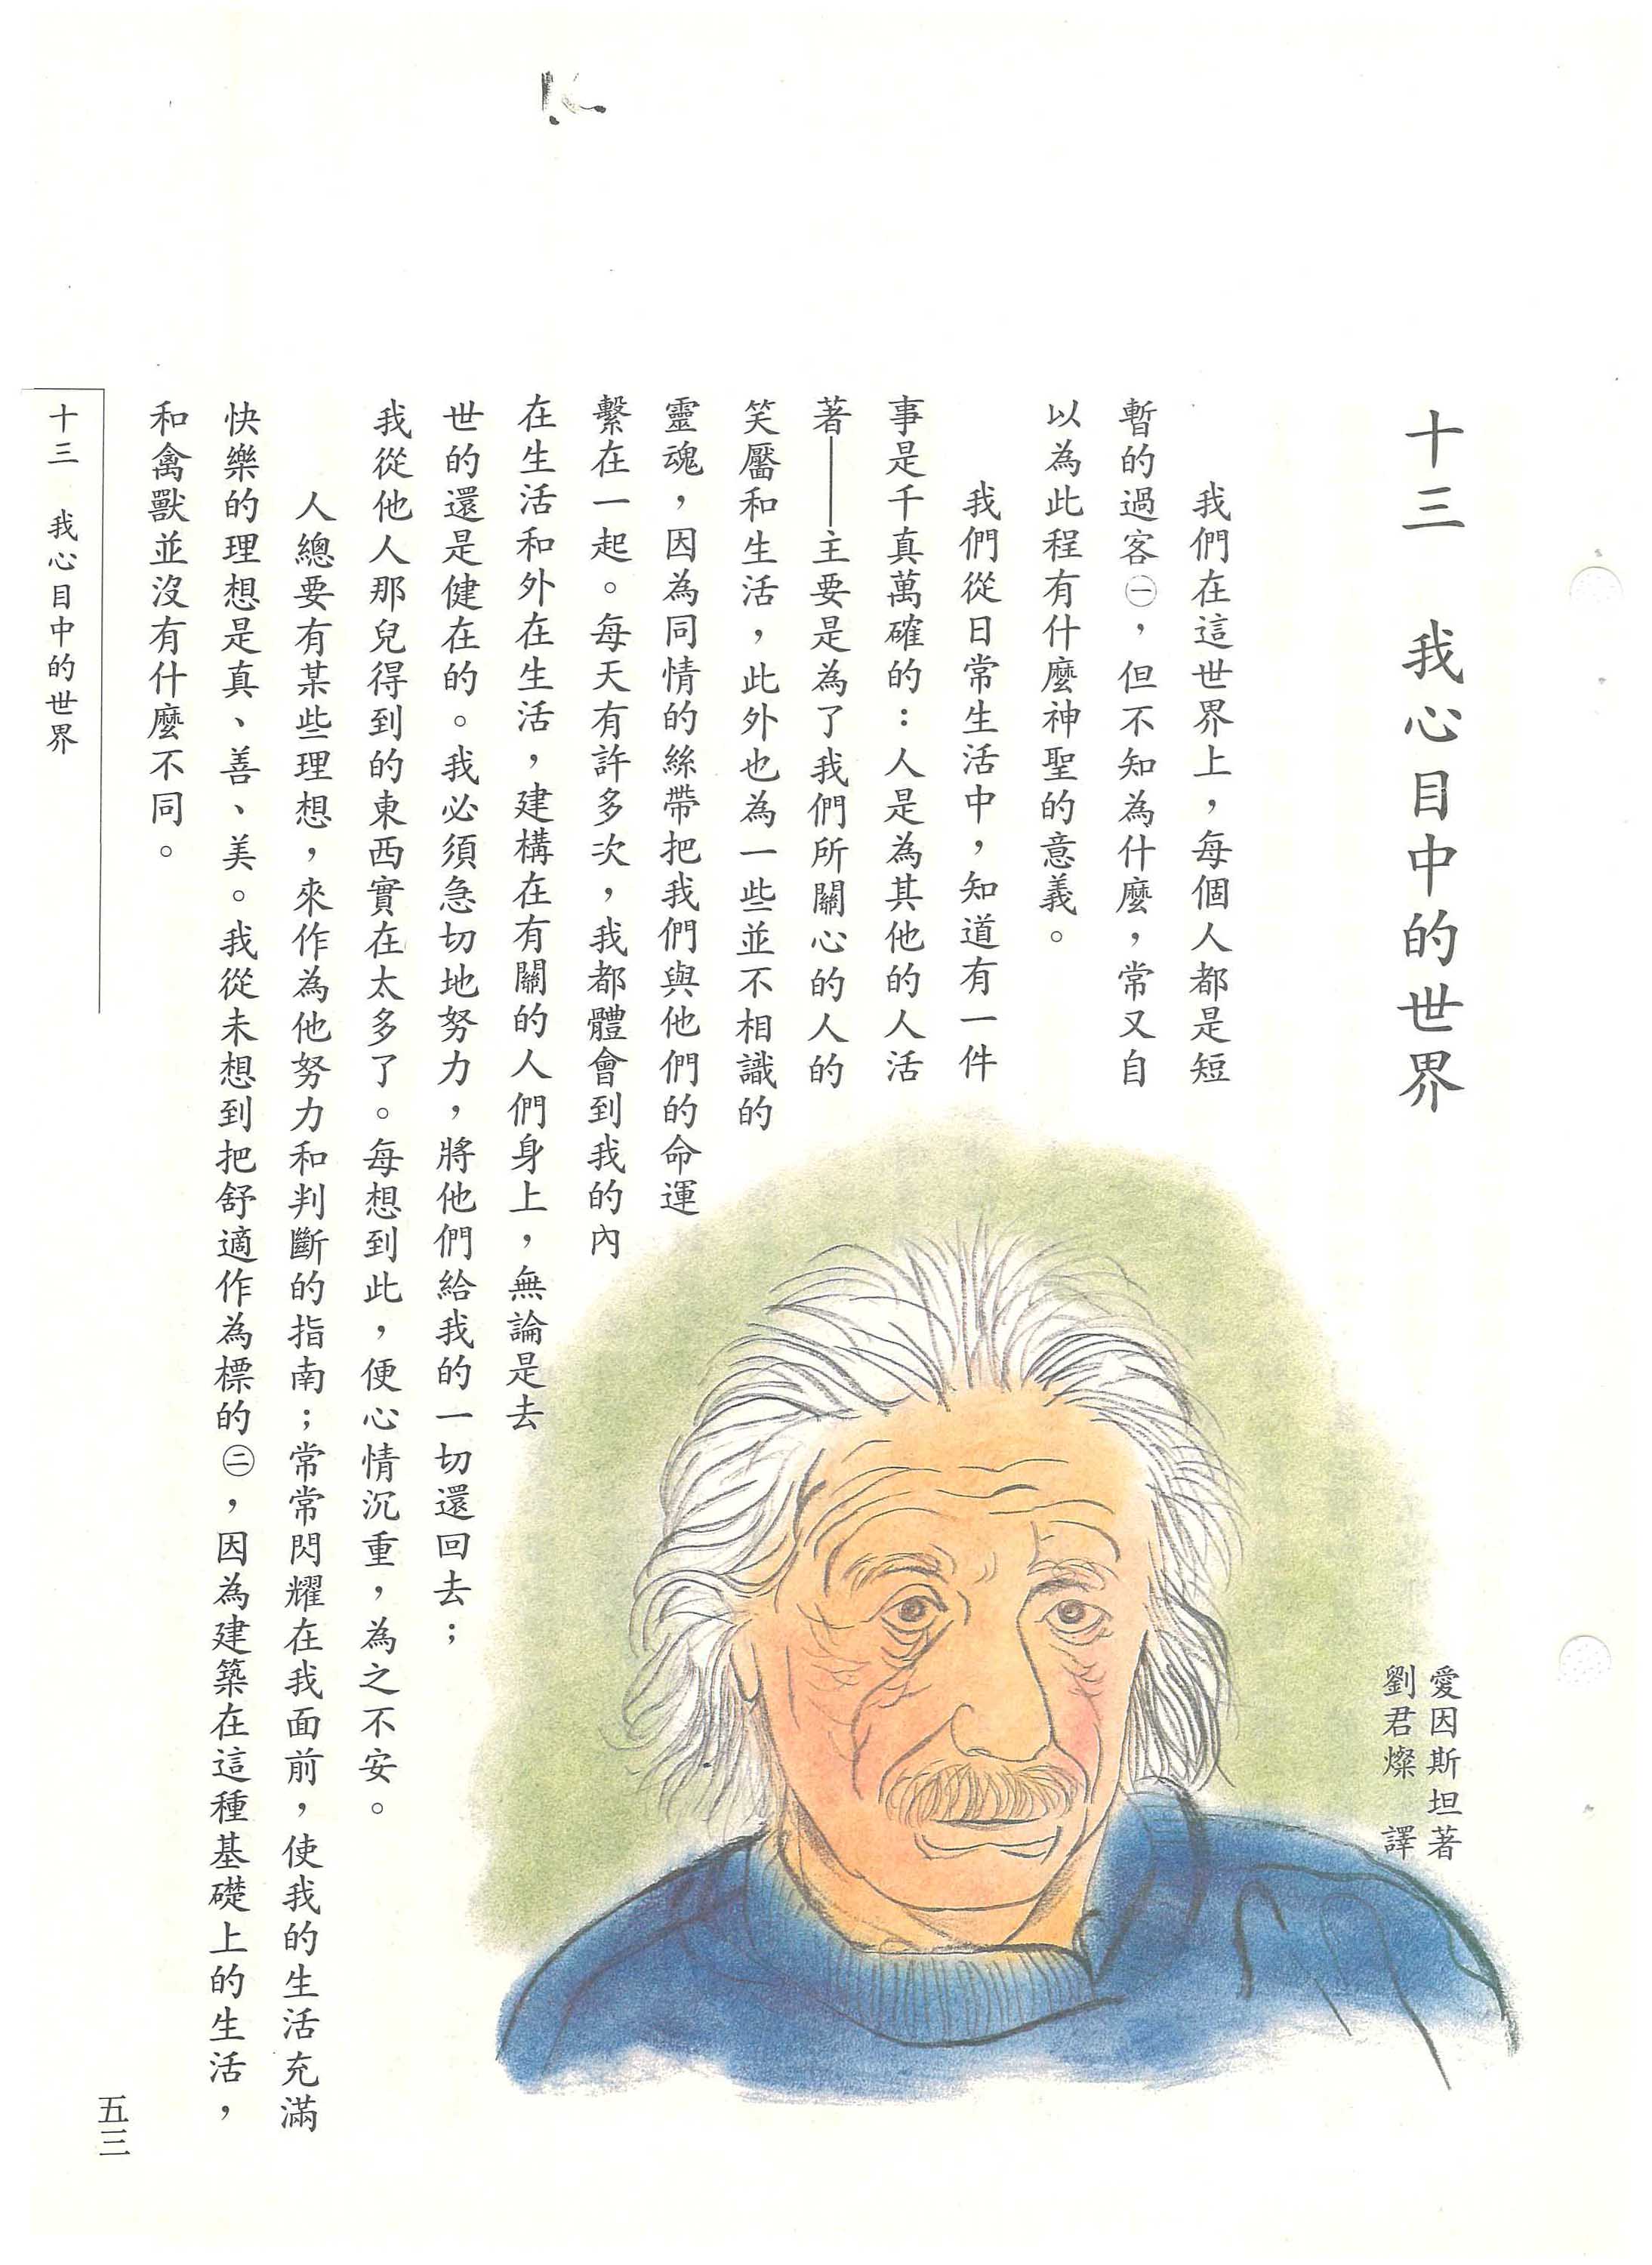 十三　我心目中的世界
愛因斯坦著
劉君燦　譯
我們在這世界上，每個人都是短
暫的過客㊀，但不知為什麼，常又自
以為此程有什麼神聖的意義。
我們從日常生活中，知道有一件
事是千真萬確的：人是為其他的人活
著——主要是為了我們所關心的人的
笑靨和生活，此外也為一些並不相識的
靈魂，因為同情的絲帶把我們與他們的命運
繫在一起。每天有許多次，我都體會到我的內
在生活和外在生活，建構在有關的人們身上，無論是去
世的還是健在的。我必須急切地努力，將他們給我的一切還回去；
我從他人那兒得到的東西實在太多了。每想到此，便心情沉重，為之不安。
人總要有某些理想，來作為他努力和判斷的指南；常常閃耀在我面前，使我的生活充滿
快樂的理想是真、善、美。我從未想到把舒適作為標的㊁，因為建築在這種基礎上的生活，
和禽獸並沒有什麼不同。
十三　我心目中的世界
五三